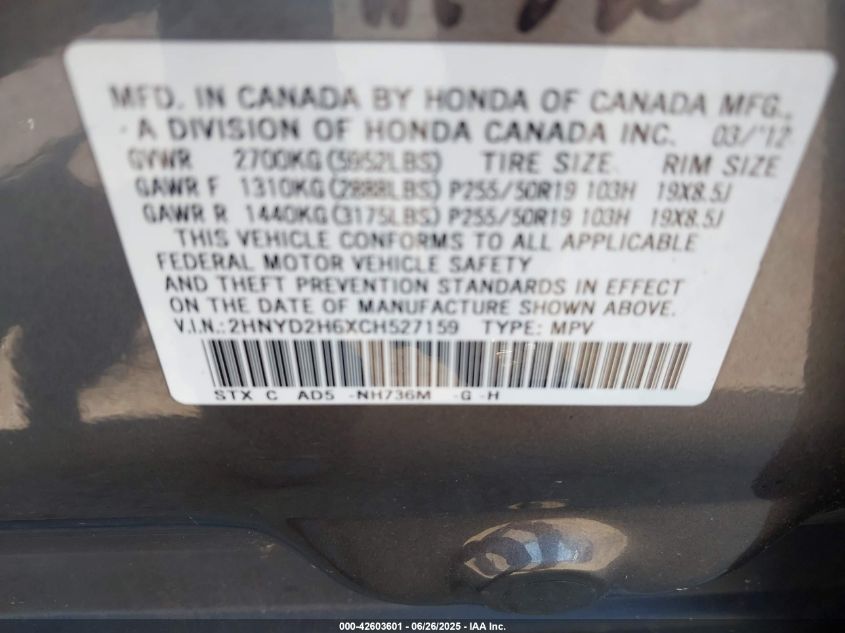 MFD. IN CANADA BY HONDA OF CANADA MFG.,
A DIVISION OF HONDA CANADA INC. 03/'12
GVWR 2700KG(5952LBS) TIRE SIZE RIM SIZE
GAWR F 1310KG(2888LBS) P255/50R19 103H 19X8.5J
GAWR R 1440KG(3175LBS) P255/50R19 103H 19X8.5J
THIS VEHICLE CONFORMS TO ALL APPLICABLE
FEDERAL MOTOR VEHICLE SAFETY
AND THEFT PREVENTION STANDARDS IN EFFECT
ON THE DATE OF MANUFACTURE SHOWN ABOVE.
V.I.N.:2HNYD2H6XCH527159 TYPE: MPV
STX C AD5 -NH736M -G -H
000-42603601 - 06/26/2025 - IAA Inc.